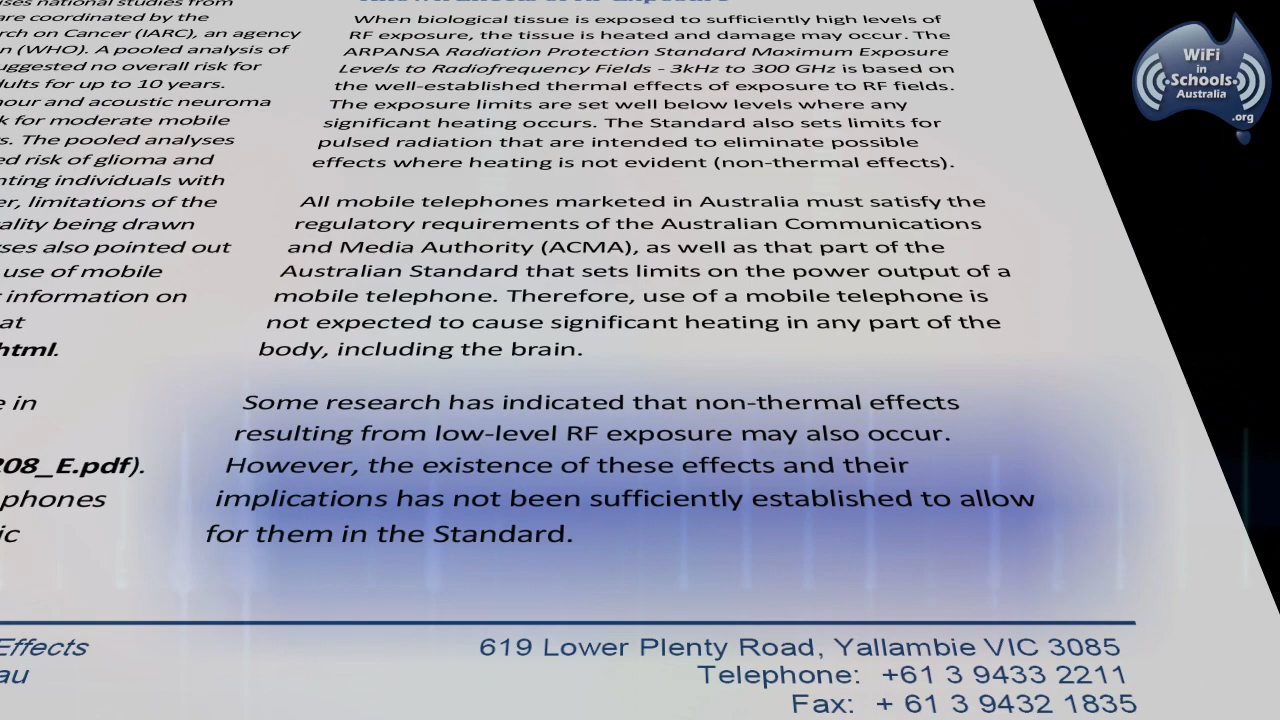 ses national studies from
are coordinated by the
rch on Cancer (IARC), an agency
n (WHO). A pooled analysis of
uggested no overall risk for
dults for up to 10 years.
nour and acoustic neuroma
k for moderate mobile
s. The pooled analyses
ed risk of glioma and
nting individuals with
er, limitations of the
ality being drawn
ses also pointed out
use of mobile
information on
at
html.
e in
208_E.pdf).
phones
ic
When biological tissue is exposed to sufficiently high levels of
RF exposure, the tissue is heated and damage may occur. The
ARPANSA Radiation Protection Standard Maximum Exposure
Levels to Radiofrequency Fields - 3kHz to 300 GHz is based on
the well-established thermal effects of exposure to RF fields.
The exposure limits are set well below levels where any
significant heating occurs. The Standard also sets limits for
pulsed radiation that are intended to eliminate possible
effects where heating is not evident (non-thermal effects).
All mobile telephones marketed in Australia must satisfy the
regulatory requirements of the Australian Communications
and Media Authority (ACMA), as well as that part of the
Australian Standard that sets limits on the power output of a
mobile telephone. Therefore, use of a mobile telephone is
not expected to cause significant heating in any part of the
body, including the brain.
Some research has indicated that non-thermal effects
resulting from low-level RF exposure may also occur.
However, the existence of these effects and their
implications has not been sufficiently established to allow
for them in the Standard.
Effects
au
619 Lower Plenty Road, Yallambie VIC 3085
Telephone: +61 3 9433 2211
Fax: + 61 3 9432 1835
WiFi
in
Schools
Australia
.org